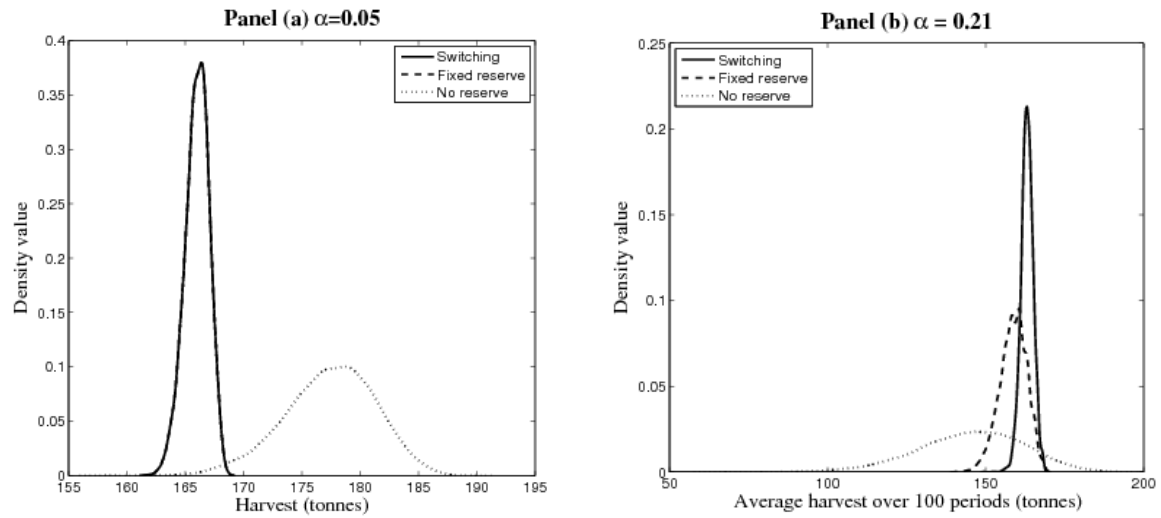 Panel (a) α=0.05
0.4
0.35
0.3
0.25
0.2
0.15
0.1
0.05
0
Density value
Switching
Fixed reserve
No reserve
155 160 165 170 175 180 185 190 195
Harvest (tonnes)
Panel (b) α = 0.21
0.25
0.2
0.15
0.1
0.05
0
Density value
Switching
Fixed reserve
No reserve
50 100 150 200
Average harvest over 100 periods (tonnes)